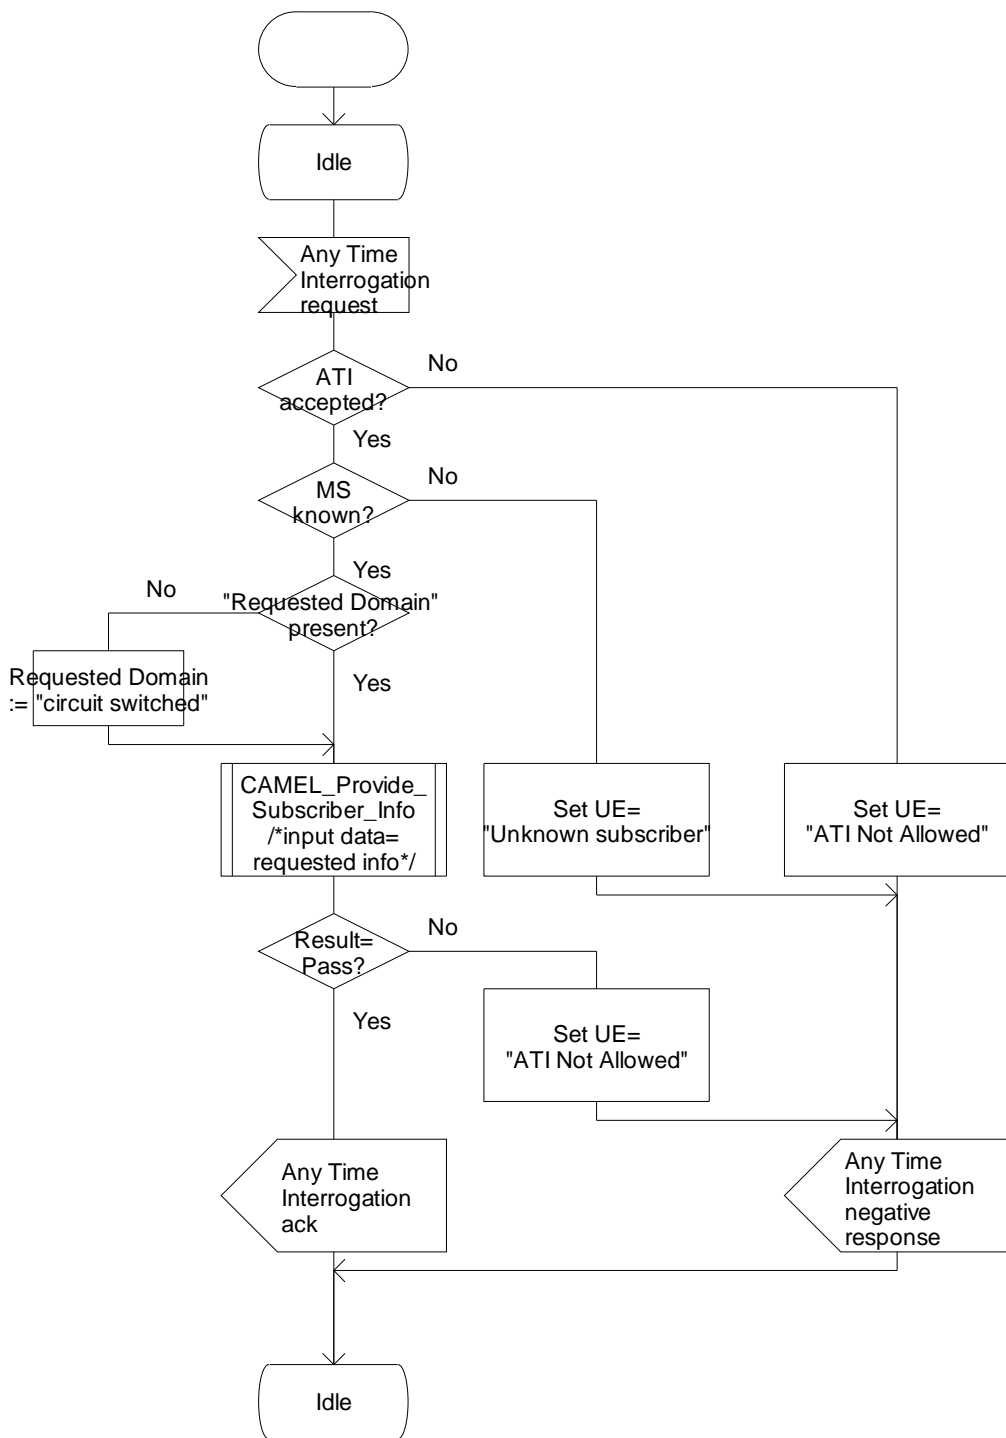 Idle
Any Time
Interrogation
request
ATI
accepted?
No
Yes
MS
known?
No
Yes
"Requested Domain"
present?
No
Requested Domain
:= "circuit switched"
Yes
CAMEL_Provide_
Subscriber_Info
/*input data=
requested info*/
Set UE=
"Unknown subscriber"
Set UE=
"ATI Not Allowed"
Result=
Pass?
No
Yes
Set UE=
"ATI Not Allowed"
Any Time
Interrogation
ack
Any Time
Interrogation
negative
response
Idle